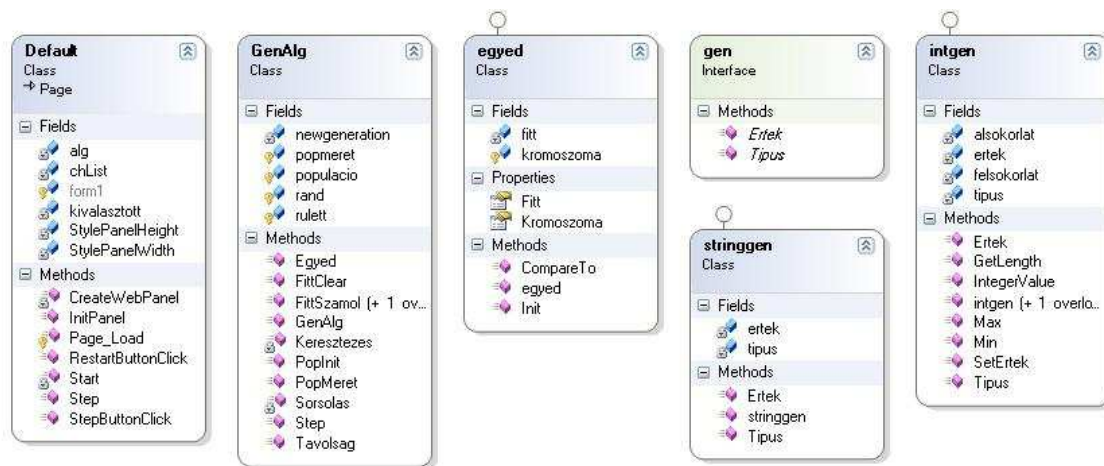 Default
Class
Page
Fields
alg
chList
form1
kivalasztott
StylePanelHeight
StylePanelWidth
Methods
CreateWebPanel
InitPanel
Page_Load
RestartButtonClick
Start
Step
StepButtonClick
GenAlg
Class
Fields
newgeneration
popmeret
populacio
rand
rulett
Methods
Egyed
FittClear
FittSzamol (+ 1 ov...
GenAlg
Keresztezes
PopInit
PopMeret
Sorsolas
Step
Tavolsag
egyed
Class
Fields
fitt
kromoszoma
Properties
Fitt
Kromoszoma
Methods
CompareTo
egyed
Init
gen
Interface
Methods
Ertek
Tipus
stringgen
Class
Fields
ertek
tipus
Methods
Ertek
stringgen
Tipus
intgen
Class
Fields
alsokorlat
ertek
felsokorlat
tipus
Methods
Ertek
GetLength
IntegerValue
intgen (+ 1 overlo...
Max
Min
SetErtek
Tipus